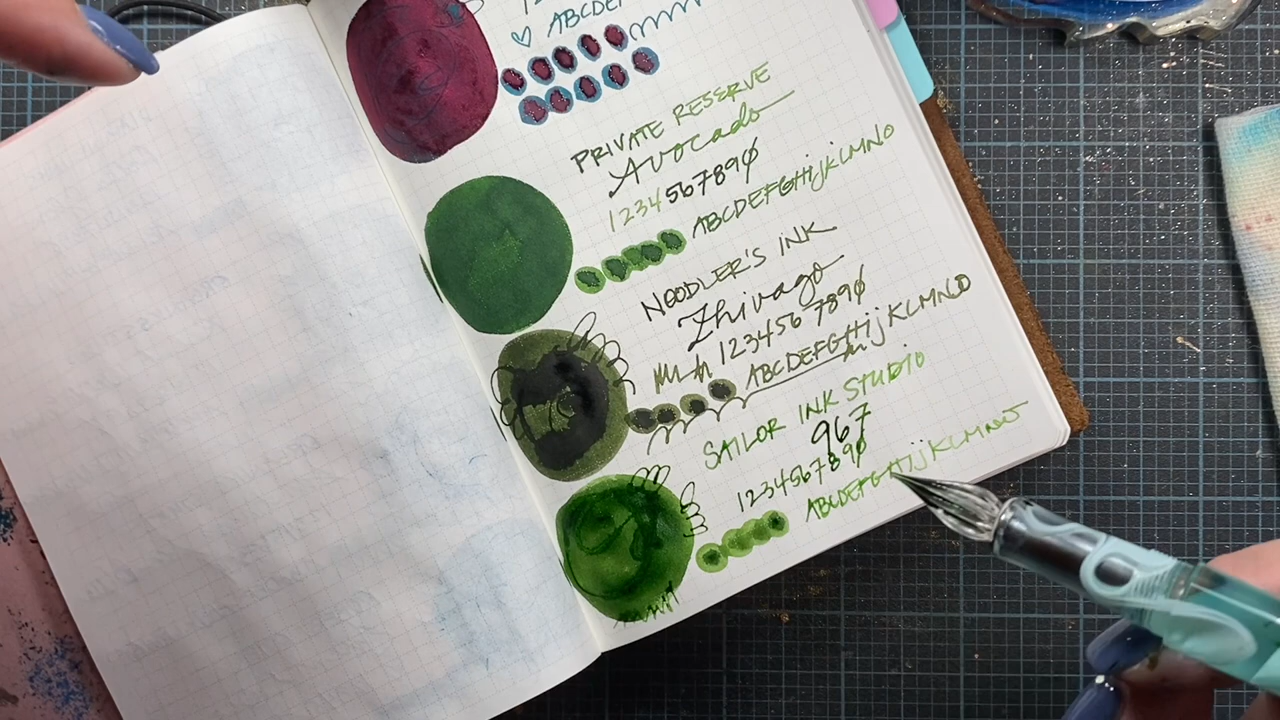 ABCDEF
PRIVATE RESERVE
Avocado
1234567890
ABCDEFGHIjKLMNO
NOODLER'S INK
Zhivago
1234567890
ABCDEFGHIjKLMNO
SAILOR INK STUDIO
967
1234567890
ABCDEFGHIjKLMNO